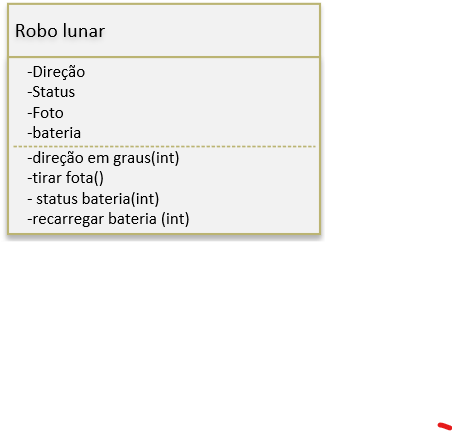 Robo lunar
-Direção
-Status
-Foto
-bateria
-direção em graus(int)
-tirar fota()
- status bateria(int)
-recarregar bateria (int)